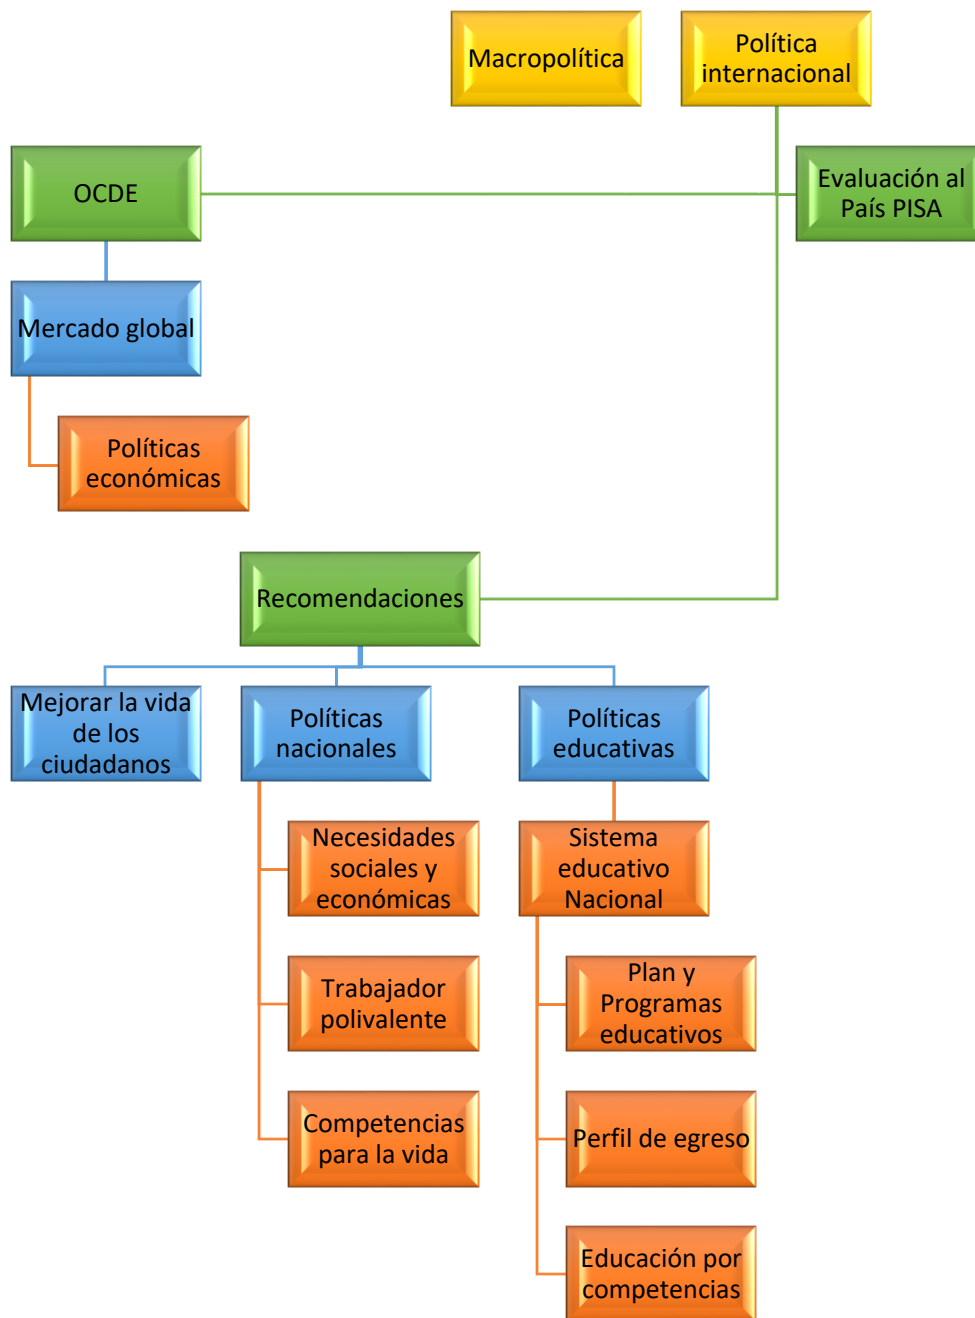 Macropolítica
Política
internacional
OCDE
Evaluación al
País PISA
Mercado global
Políticas
económicas
Recomendaciones
Mejorar la vida
de los
ciudadanos
Políticas
nacionales
Políticas
educativas
Necesidades
sociales y
económicas
Sistema
educativo
Nacional
Trabajador
polivalente
Plan y
Programas
educativos
Competencias
para la vida
Perfil de egreso
Educación por
competencias